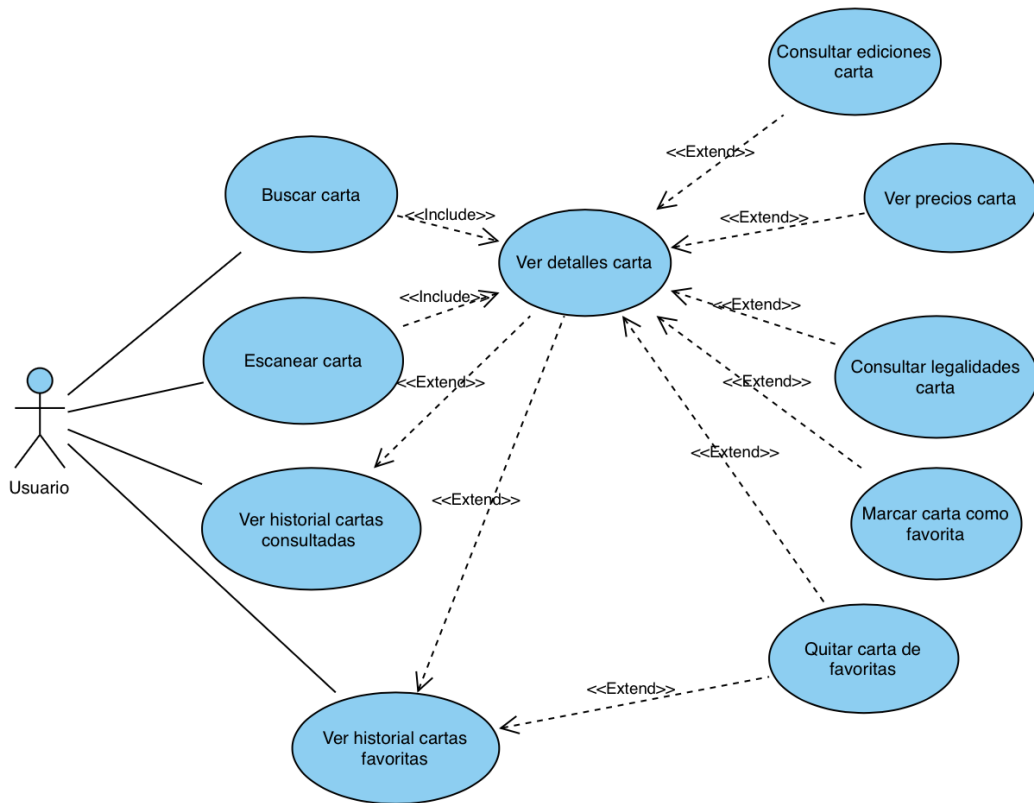 Consultar ediciones
carta
<<Extend>>
Buscar carta
Ver precios carta
<<Include>>
<<Extend>>
Ver detalles carta
<<Include>>
<<Extend>>
Escanear carta
<<Extend>>
<<Extend>>
Consultar legalidades
carta
Usuario
<<Extend>>
<<Extend>>
Ver historial cartas
consultadas
Marcar carta como
favorita
Quitar carta de
favoritas
<<Extend>>
Ver historial cartas
favoritas